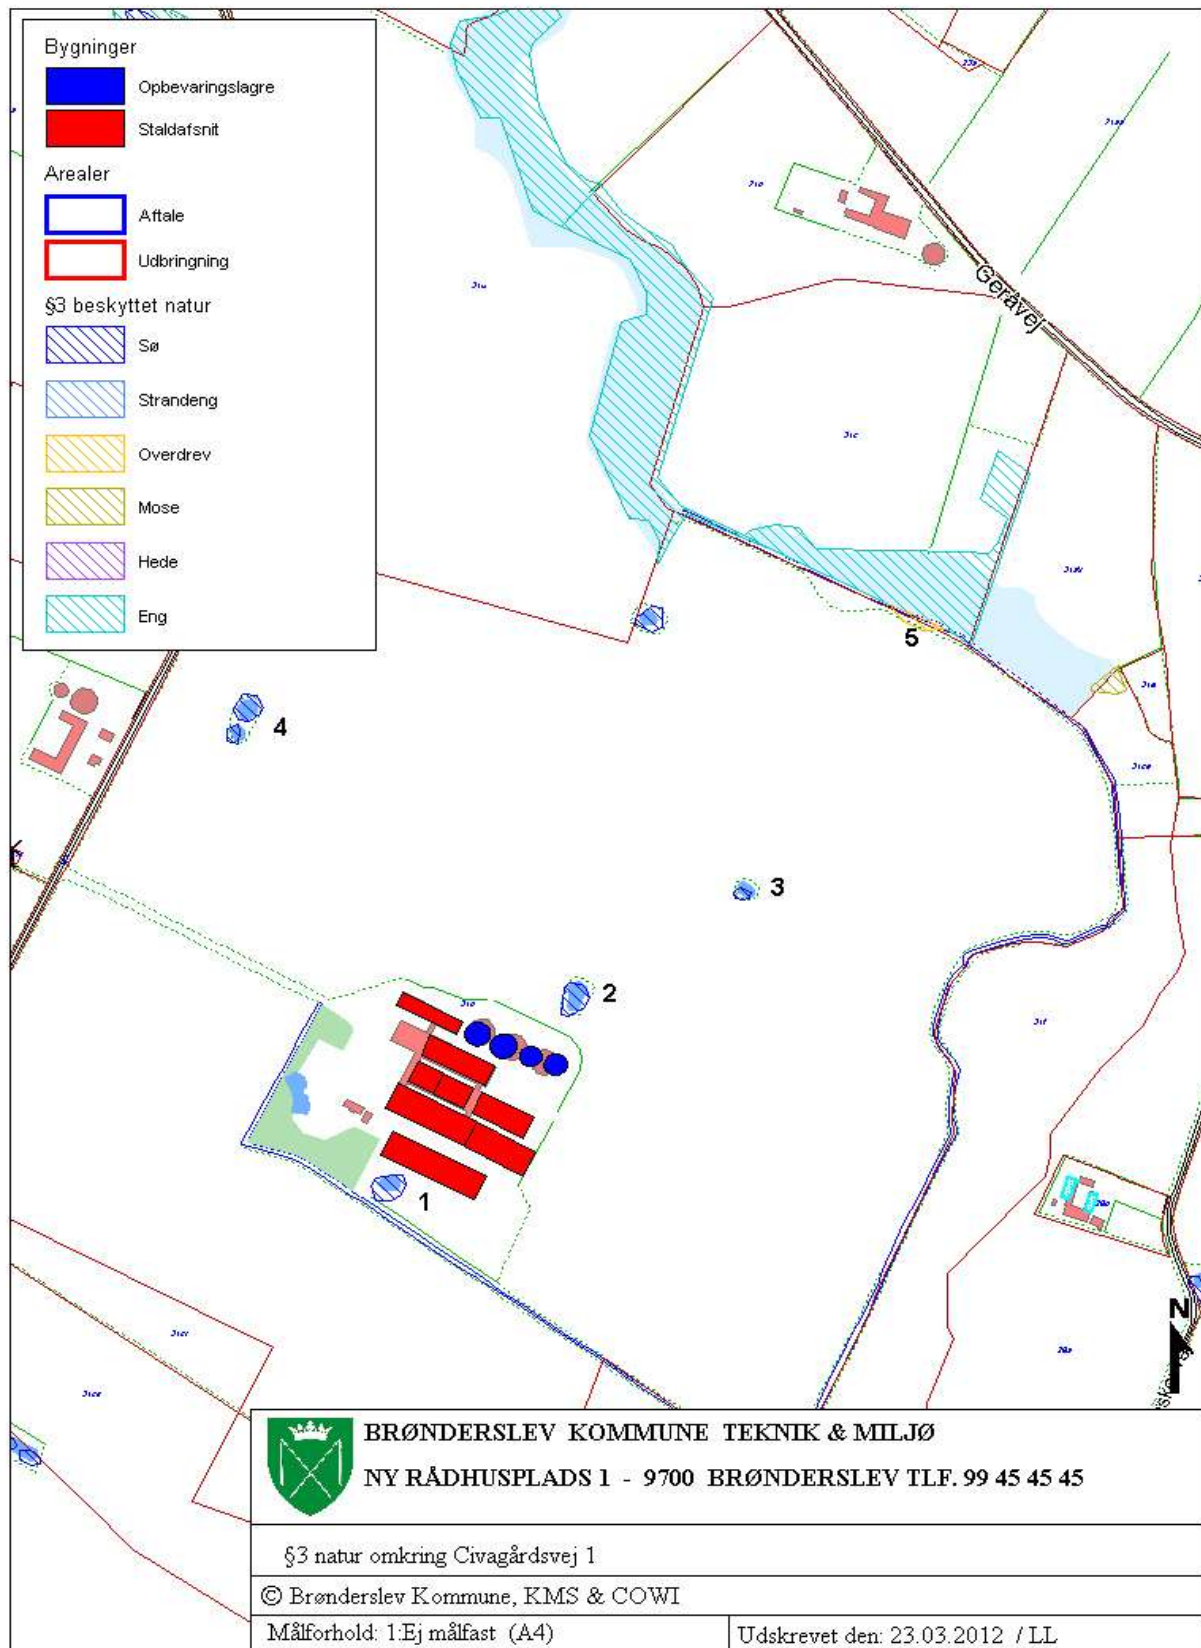 Bygninger
Opbevaringslagre
Staldafsnit
Arealer
Aftale
Udbringning
§3 beskyttet natur
Sø
Strandeng
Overdrev
Mose
Hede
Eng
Geråvej
5
4
3
2
1
N
BRØNDERSLEV KOMMUNE TEKNIK & MILJØ
NY RÅDHUSPLADS 1 - 9700 BRØNDERSLEV TLF. 99 45 45 45
§3 natur omkring Civagårdsvej 1
© Brønderslev Kommune, KMS & COWI
Målforhold: 1:Ej målfast (A4)
Udskrevet den: 23.03.2012 / LL